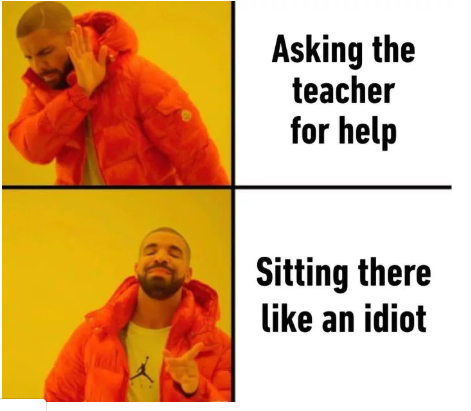 Asking the
teacher
for help
Sitting there
like an idiot